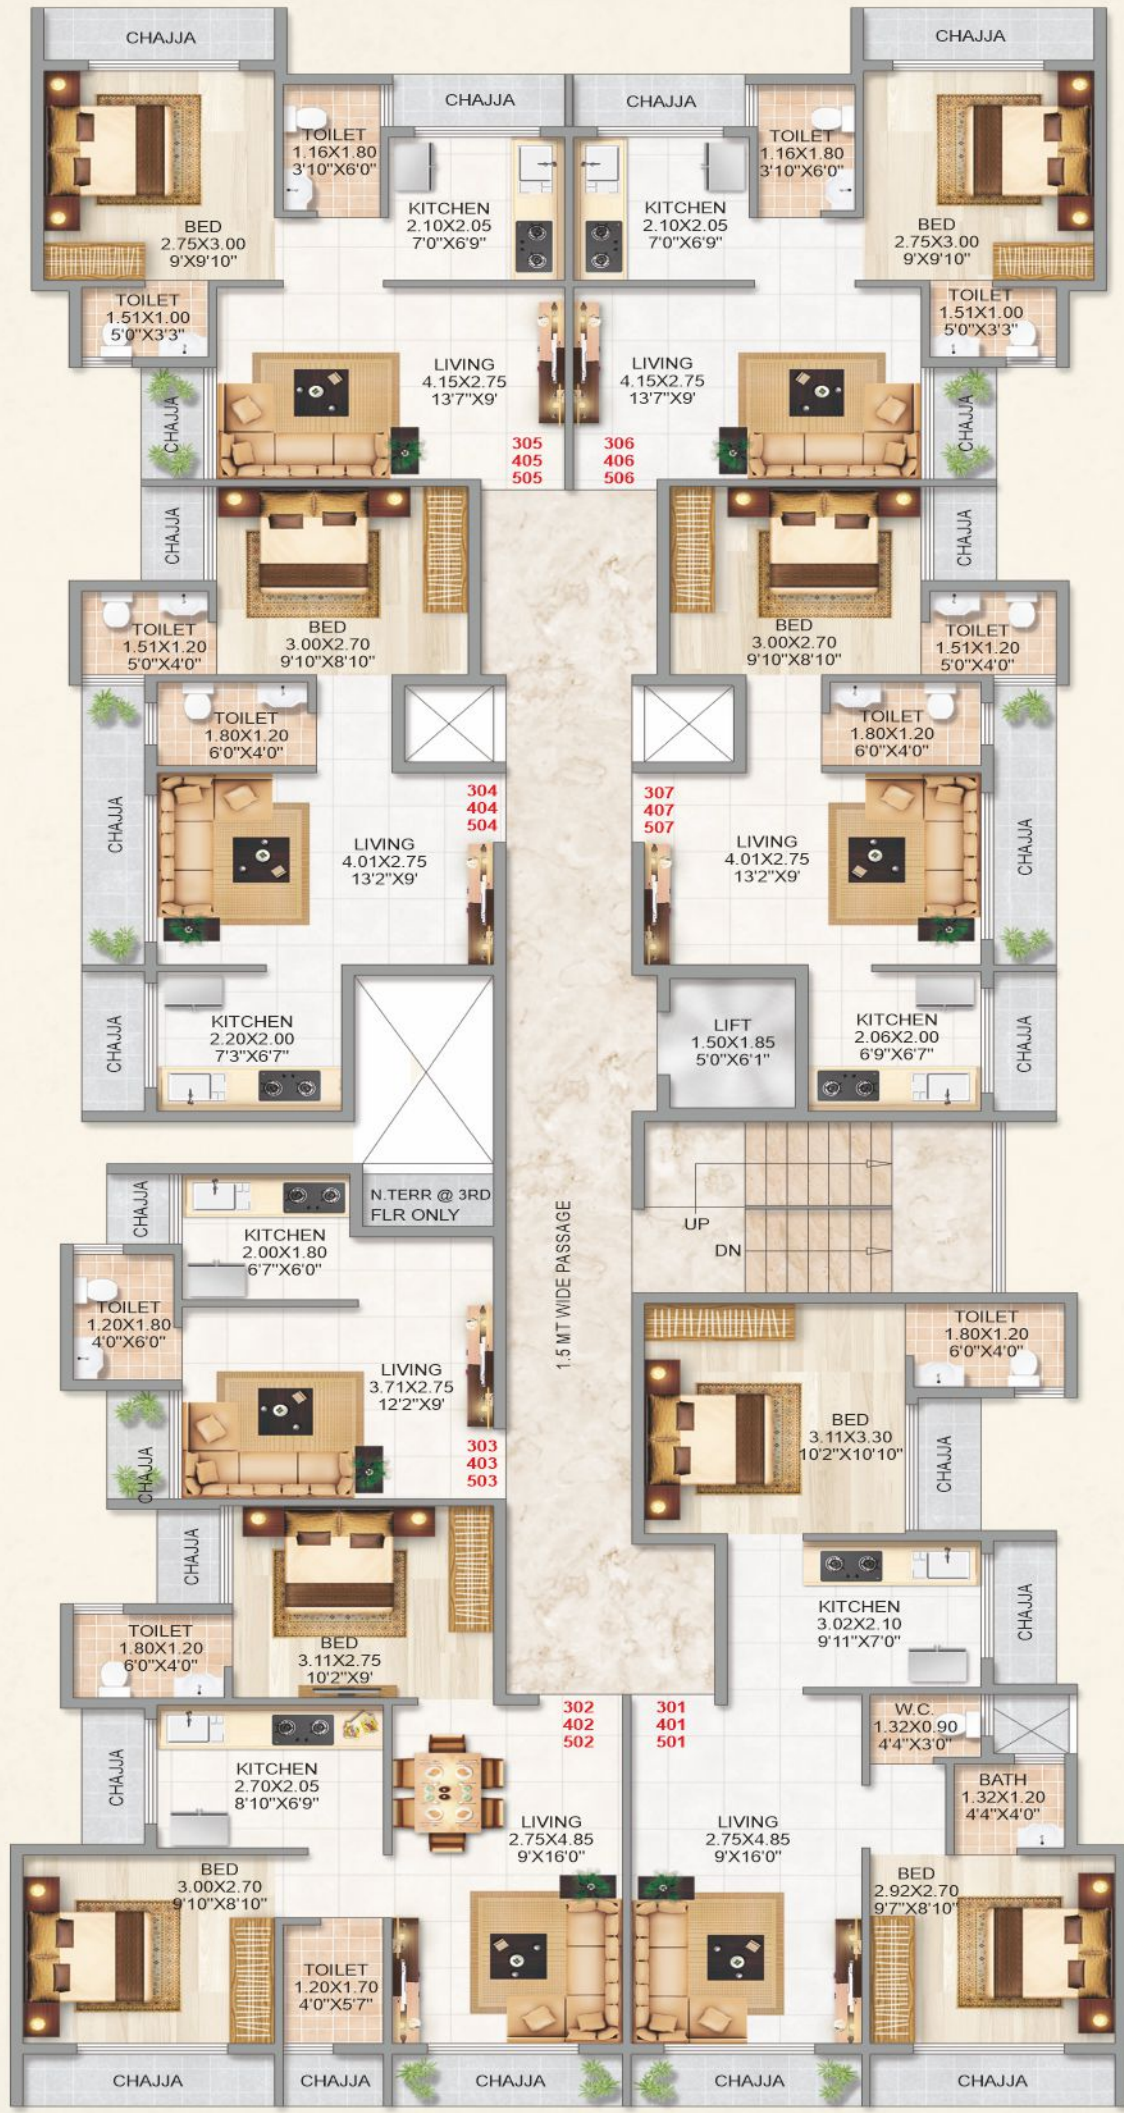 CHAJJA
CHAJJA
CHAJJA
CHAJJA
TOILET
1.16X1.80
3'10"X6'0"
TOILET
1.16X1.80
3'10"X6'0"
BED
2.75X3.00
9'X9'10"
KITCHEN
2.10X2.05
7'0"X6'9"
KITCHEN
2.10X2.05
7'0"X6'9"
BED
2.75X3.00
9'X9'10"
TOILET
1.51X1.00
5'0"X3'3"
TOILET
1.51X1.00
5'0"X3'3"
LIVING
4.15X2.75
13'7"X9'
LIVING
4.15X2.75
13'7"X9'
CHAJJA
CHAJJA
305
405
505
306
406
506
CHAJJA
CHAJJA
BED
3.00X2.70
9'10"X8'10"
BED
3.00X2.70
9'10"X8'10"
TOILET
1.51X1.20
5'0"X4'0"
TOILET
1.51X1.20
5'0"X4'0"
TOILET
1.80X1.20
6'0"X4'0"
TOILET
1.80X1.20
6'0"X4'0"
304
404
504
307
407
507
CHAJJA
LIVING
4.01X2.75
13'2"X9'
LIVING
4.01X2.75
13'2"X9'
CHAJJA
CHAJJA
KITCHEN
2.20X2.00
7'3"X6'7"
LIFT
1.50X1.85
5'0"X6'1"
KITCHEN
2.06X2.00
6'9"X6'7"
CHAJJA
N.TERR @ 3RD
FLR ONLY
CHAJJA
KITCHEN
2.00X1.80
6'7"X6'0"
UP
DN
1.5 MT WIDE PASSAGE
TOILET
1.20X1.80
4'0"X6'0"
TOILET
1.80X1.20
6'0"X4'0"
LIVING
3.71X2.75
12'2"X9'
BED
3.11X3.30
10'2"X10'10"
CHAJJA
303
403
503
CHAJJA
CHAJJA
TOILET
1.80X1.20
6'0"X4'0"
BED
3.11X2.75
10'2"X9'
KITCHEN
3.02X2.10
9'11"X7'0"
CHAJJA
302
402
502
301
401
501
W.C.
1.32X0.90
4'4"X3'0"
CHAJJA
KITCHEN
2.70X2.05
8'10"X6'9"
BATH
1.32X1.20
4'4"X4'0"
LIVING
2.75X4.85
9'X16'0"
LIVING
2.75X4.85
9'X16'0"
BED
3.00X2.70
9'10"X8'10"
BED
2.92X2.70
9'7"X8'10"
TOILET
1.20X1.70
4'0"X5'7"
CHAJJA
CHAJJA
CHAJJA
CHAJJA
CHAJJA